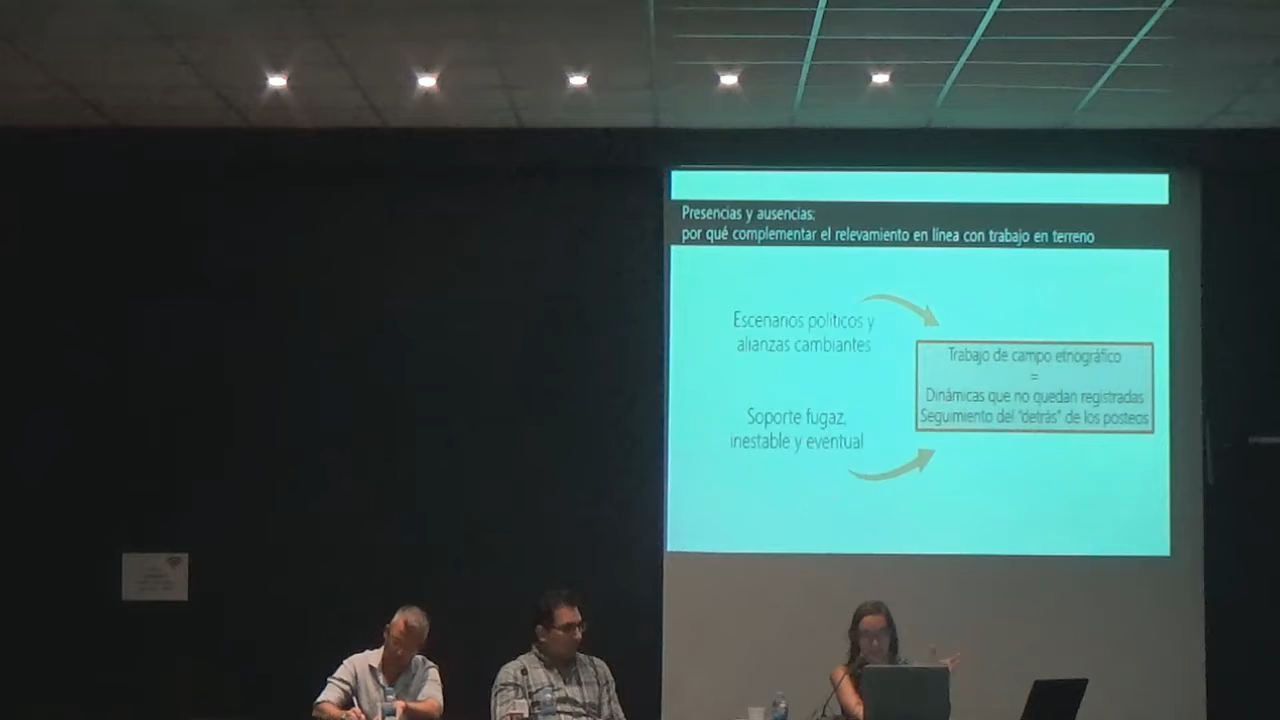 Presencias y ausencias:
por qué complementar el relevamiento en línea con trabajo en terreno
Escenarios políticos y
alianzas cambiantes
Soporte fugaz,
inestable y eventual
Trabajo de campo etnográfico
=
Dinámicas que no quedan registradas
Seguimiento del "detrás" de los posteos